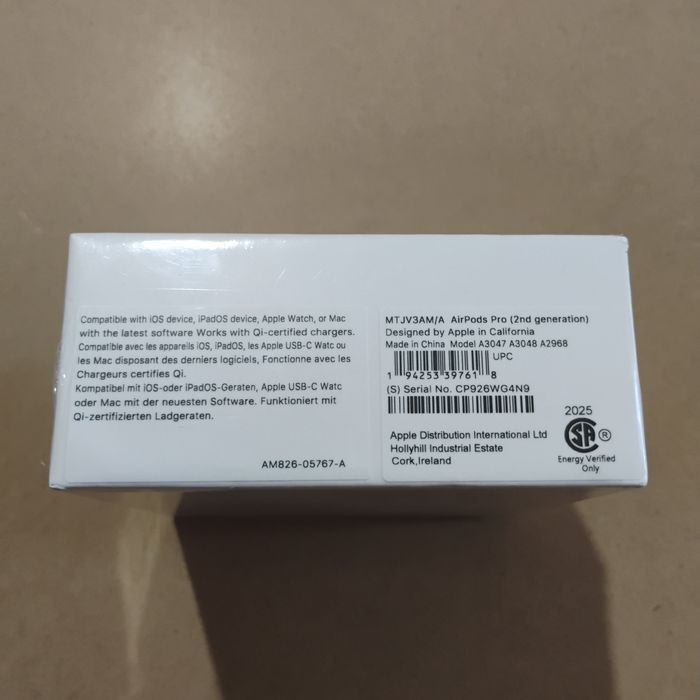 Compatible with iOS device, iPadOS device, Apple Watch, or Mac
with the latest software Works with Qi-certified chargers.
Compatible avec les appareils iOS, iPadOS, les Apple USB-C Watc ou
les Mac disposant des derniers logiciels, Fonctionne avec les
Chargeurs certifies Qi.
Kompatibel mit iOS-oder iPadOS-Geraten, Apple USB-C Watc
oder Mac mit der neuesten Software. Funktioniert mit
Qi-zertifizierten Ladgeraten.
AM826-05767-A
MTJV3AM/A AirPods Pro (2nd generation)
Designed by Apple in California
Made in China Model A3047 A3048 A2968
UPC
1 94253 39761 8
(S) Serial No. CP926WG4N9
Apple Distribution International Ltd
Hollyhill Industrial Estate
Cork,Ireland
2025
SA ®
Energy Verified
Only